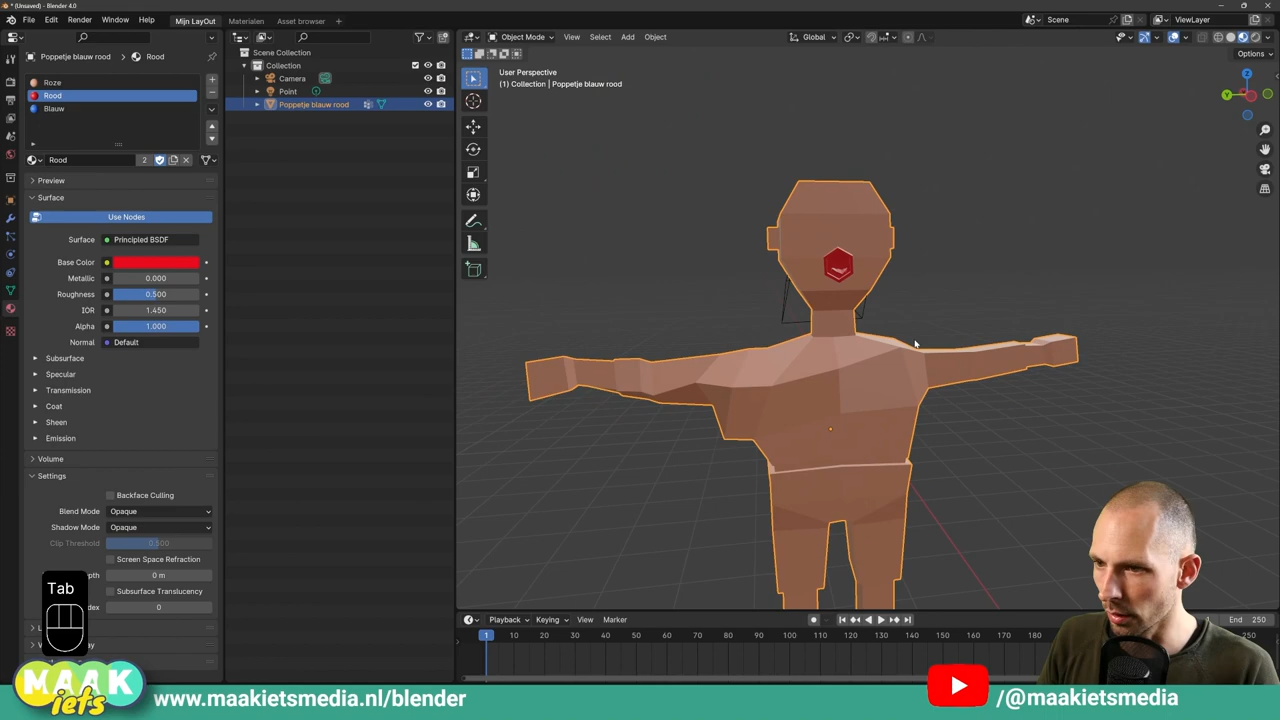 * (Unsaved) - Blender 4.0
File Edit Render Window Help Mijn LayOut Materialen Asset browser Scene ViewLayer
Object Mode View Select Add Object Global Options
Poppetje blauw rood > Rood
Roze
Rood
Blauw
Rood 2
Preview
Surface
Use Nodes
Surface Principled BSDF
Base Color
Metallic 0.000
Roughness 0.500
IOR 1.450
Alpha 1.000
Normal Default
Subsurface
Specular
Transmission
Coat
Sheen
Emission
Volume
Settings
Backface Culling
Blend Mode Opaque
Shadow Mode Opaque
Clip Threshold 0.500
Screen Space Refraction
0 m
Subsurface Translucency
0
Scene Collection
Collection
Camera
Point
Poppetje blauw rood
User Perspective
(1) Collection | Poppetje blauw rood
Z
Y
Tab
Playback Keying View Marker End 250
1 10 20 30 40 50 60 70 80 90 100 110 120 130 140 150 160 170 180 250
MAAK
iets
www.maakietsmedia.nl/blender
/@maakietsmedia